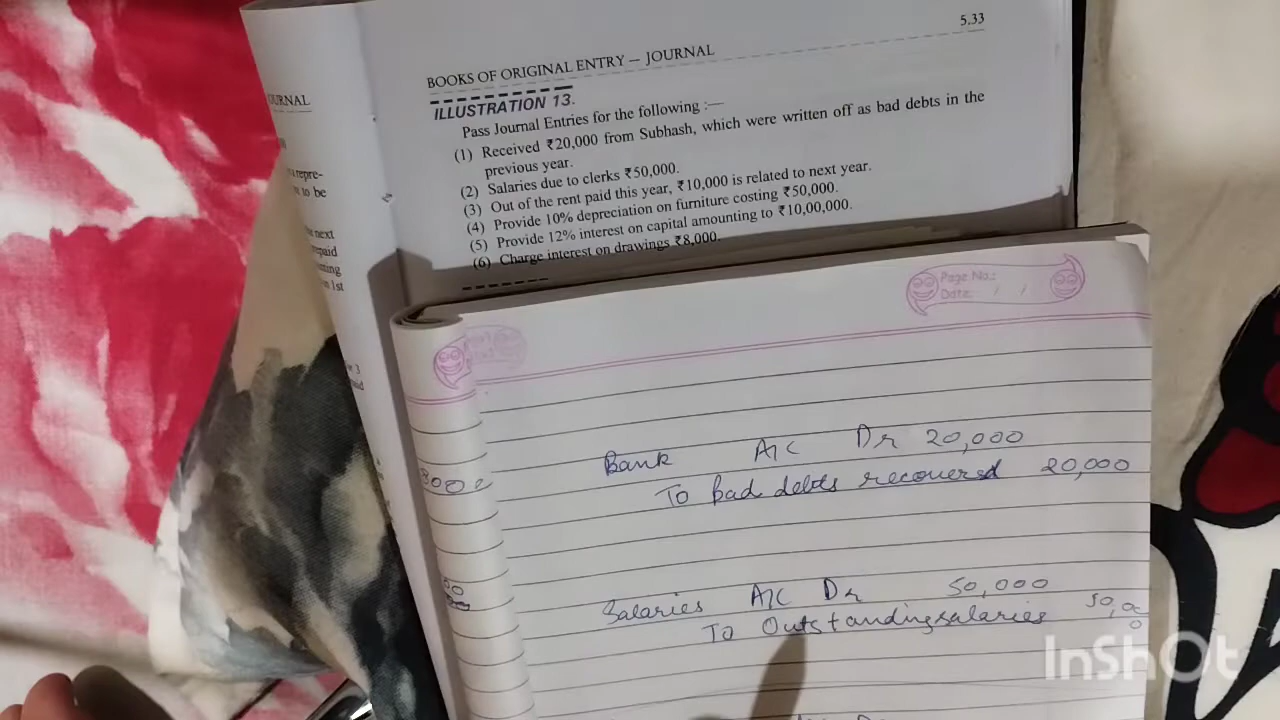 5.33
BOOKS OF ORIGINAL ENTRY – JOURNAL
ILLUSTRATION 13.
Pass Journal Entries for the following :—
(1) Received ₹20,000 from Subhash, which were written off as bad debts in the
previous year.
(2) Salaries due to clerks ₹50,000.
(3) Out of the rent paid this year, ₹10,000 is related to next year.
(4) Provide 10% depreciation on furniture costing ₹50,000.
(5) Provide 12% interest on capital amounting to ₹10,00,000.
(6) Charge interest on drawings ₹8,000.
Page No.:
Date: / /
Bank A/C Dr 20,000
To bad debts recovered 20,000
Salaries A/C Dr 50,000
To Outstanding salaries
InShOt